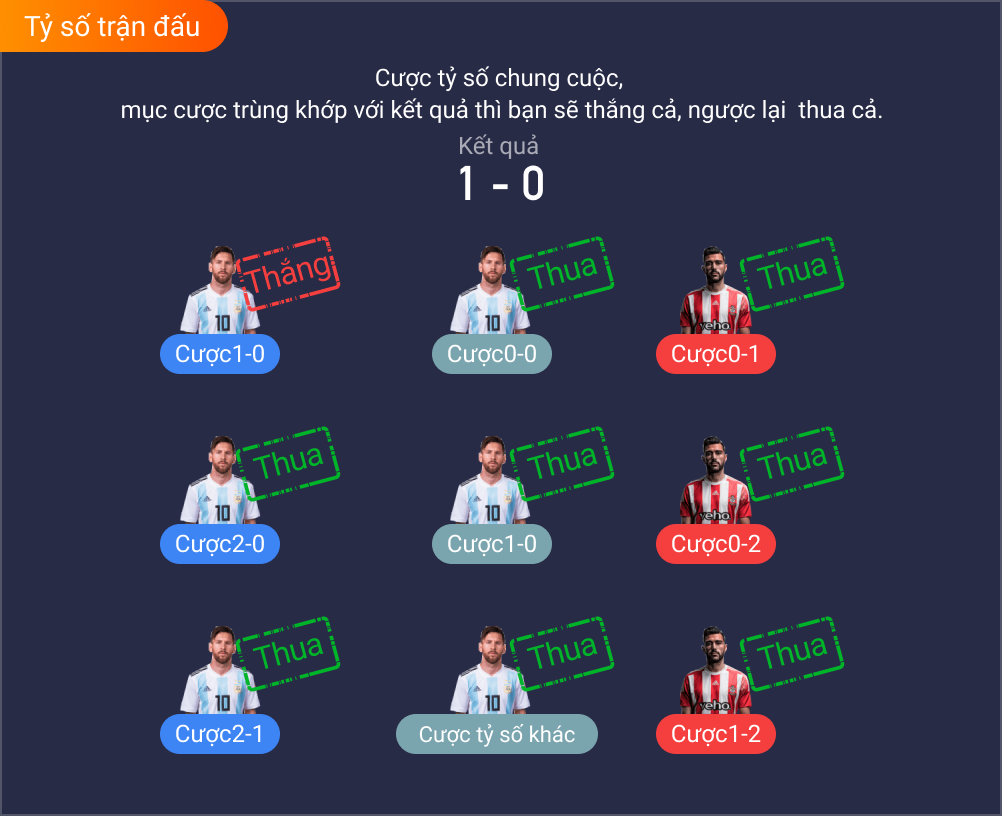 Tỷ số trận đấu
Cược tỷ số chung cuộc,
mục cược trùng khớp với kết quả thì bạn sẽ thắng cả, ngược lại thua cả.
Kết quả
1 - 0
Thắng Thua Thua
10 10 veho
Cược1-0 Cược0-0 Cược0-1
Thua Thua Thua
10 10 veho
Cược2-0 Cược1-0 Cược0-2
Thua Thua Thua
10 10 veho
Cược2-1 Cược tỷ số khác Cược1-2